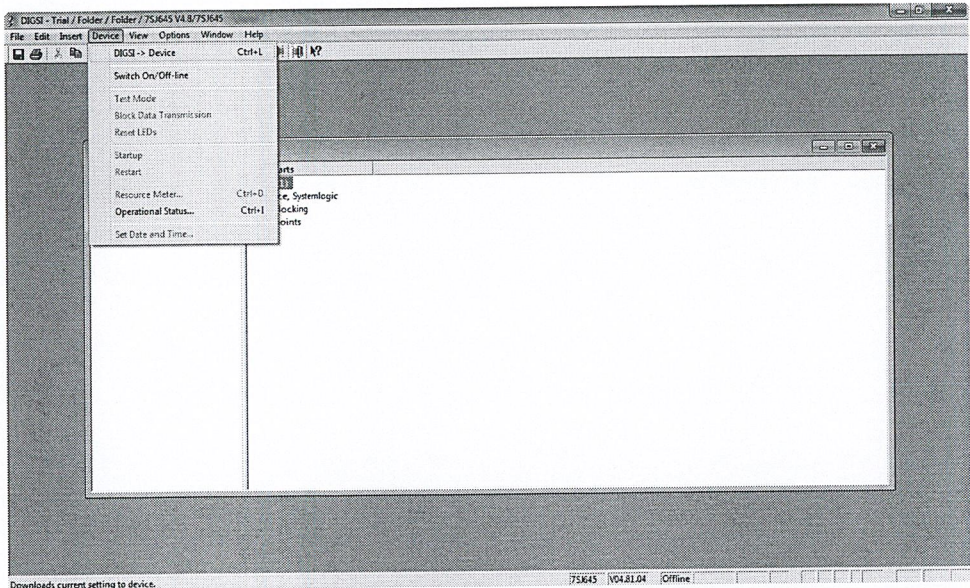 DIGSI - Trial / Folder / Folder / 7SJ645 V4.8/7SJ645
File Edit Insert Device View Options Window Help
DIGSI -> Device Ctrl+L
Switch On/Off-line
Test Mode
Block Data Transmission
Reset LEDs
Startup
Restart
Resource Meter... Ctrl+D
Operational Status... Ctrl+I
Set Date and Time...
arts
ce, Systemlogic
locking
oints
Downloads current setting to device.
7SJ645 V04.81.04 Offline